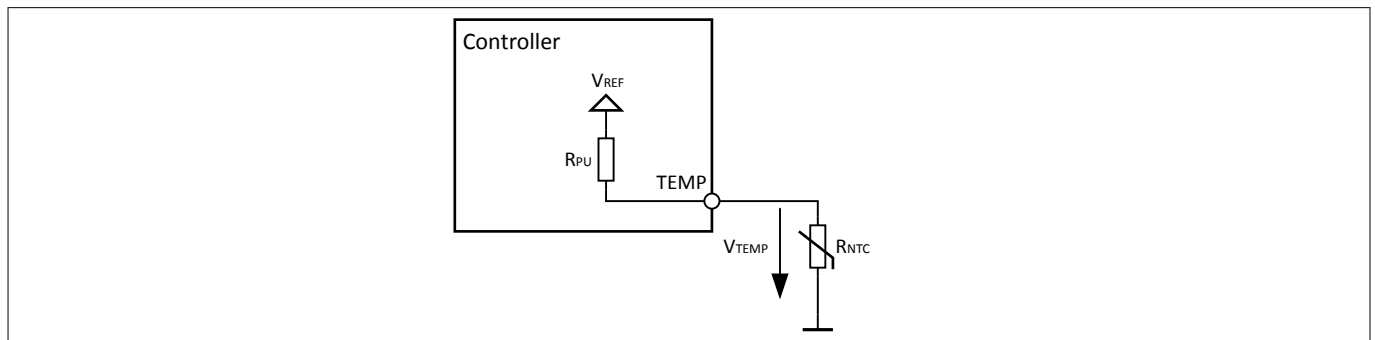 Controller
VREF
RPU
TEMP
VTEMP
RNTC